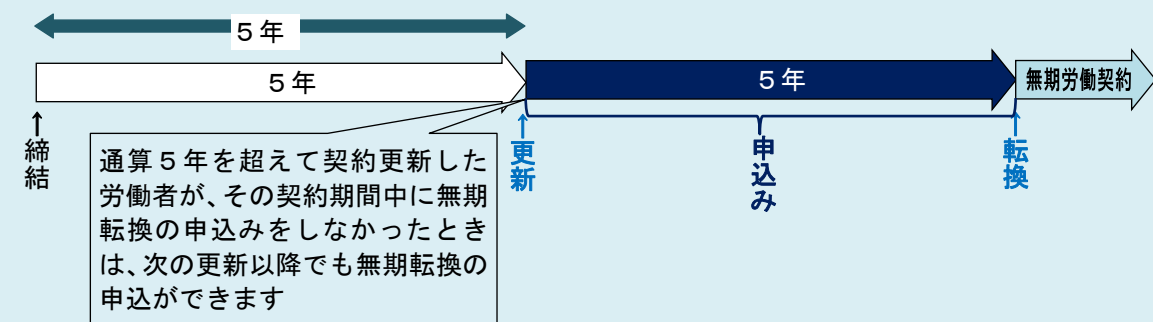 ５年
５年
５年
無期労働契約
↑
締結
通算５年を超えて契約更新した
労働者が、その契約期間中に無期
転換の申込みをしなかったとき
は、次の更新以降でも無期転換の
申込ができます
↑
更新
申込み
↑
転換